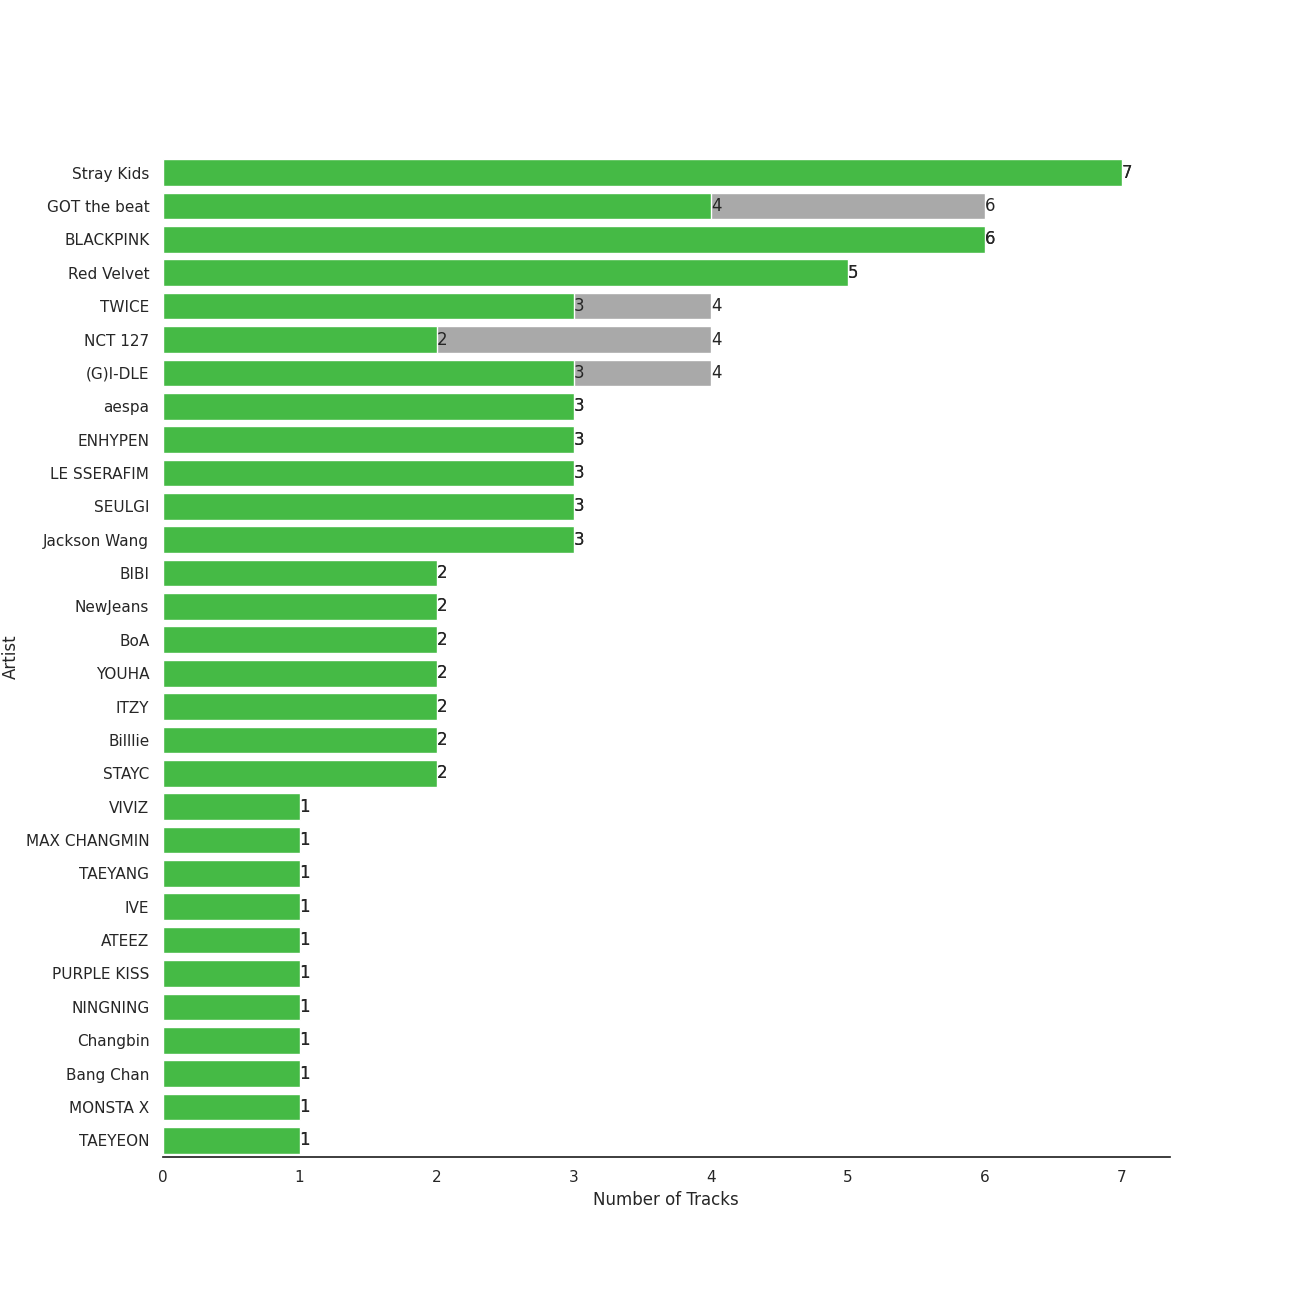 Stray Kids 7
GOT the beat 4 6
BLACKPINK 6
Red Velvet 5
TWICE 3 4
NCT 127 2 4
(G)I-DLE 3 4
aespa 3
ENHYPEN 3
LE SSERAFIM 3
SEULGI 3
Jackson Wang 3
BIBI 2
NewJeans 2
BoA 2
YOUHA 2
ITZY 2
Billlie 2
STAYC 2
VIVIZ 1
MAX CHANGMIN 1
TAEYANG 1
IVE 1
ATEEZ 1
PURPLE KISS 1
NINGNING 1
Changbin 1
Bang Chan 1
MONSTA X 1
TAEYEON 1
0 1 2 3 4 5 6 7
Number of Tracks
Artist